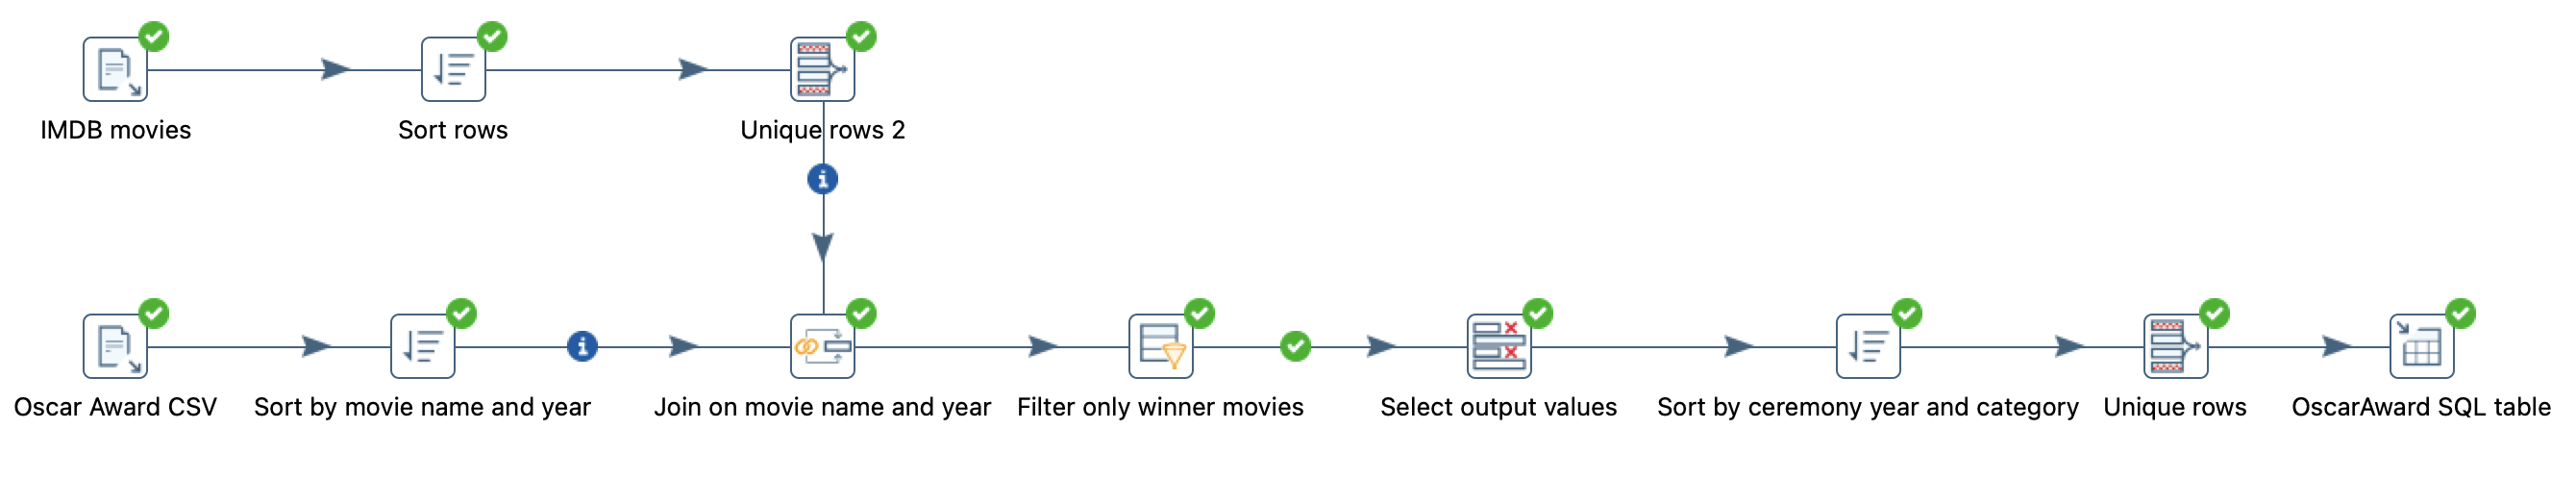 IMDB movies
Sort rows
Unique rows 2
Oscar Award CSV
Sort by movie name and year
Join on movie name and year
Filter only winner movies
Select output values
Sort by ceremony year and category
Unique rows
OscarAward SQL table